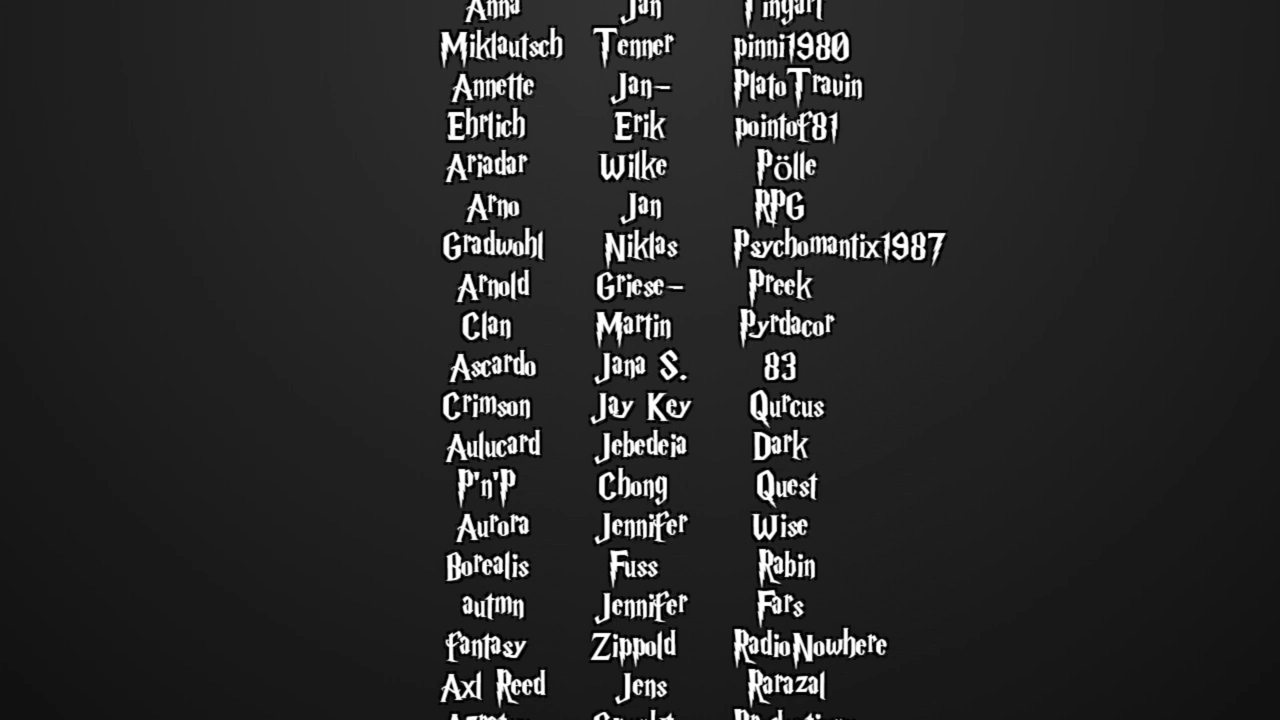 Anna Jan
Miklautsch Tenner pinni1980
Annette Jan- PlatoTravin
Ehrlich Erik pointof81
Ariadar Wilke Pölle
Arno Jan RPG
Gradwohl Niklas Psychomantix1987
Arnold Griese- Preek
Clan Martin Pyrdacor
Ascardo Jana S. 83
Crimson Jay Key Qurcus
Aulucard Jebedeia Dark
P'n'P Chong Quest
Aurora Jennifer Wise
Borealis Fuss Rabin
autmn Jennifer Fars
fantasy Zippold RadioNowhere
Axl Reed Jens Rarazal